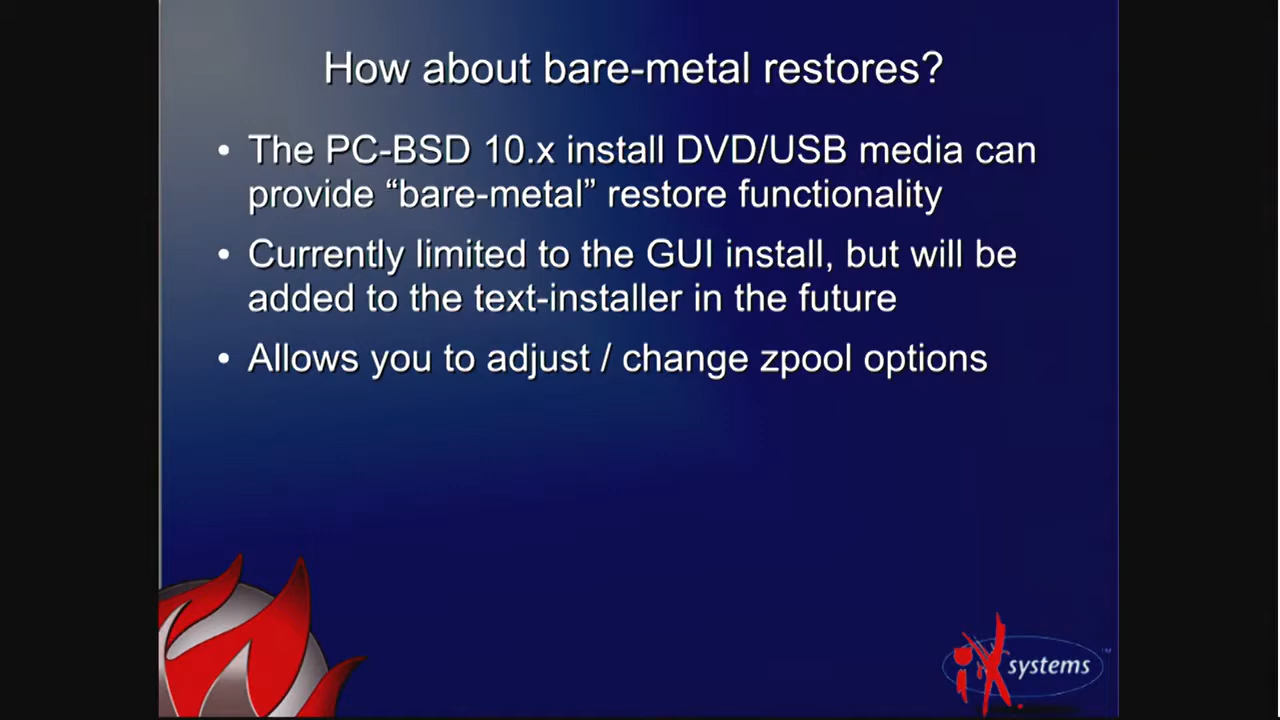 How about bare-metal restores?
• The PC-BSD 10.x install DVD/USB media can
provide “bare-metal” restore functionality
• Currently limited to the GUI install, but will be
added to the text-installer in the future
• Allows you to adjust / change zpool options
iX systems™